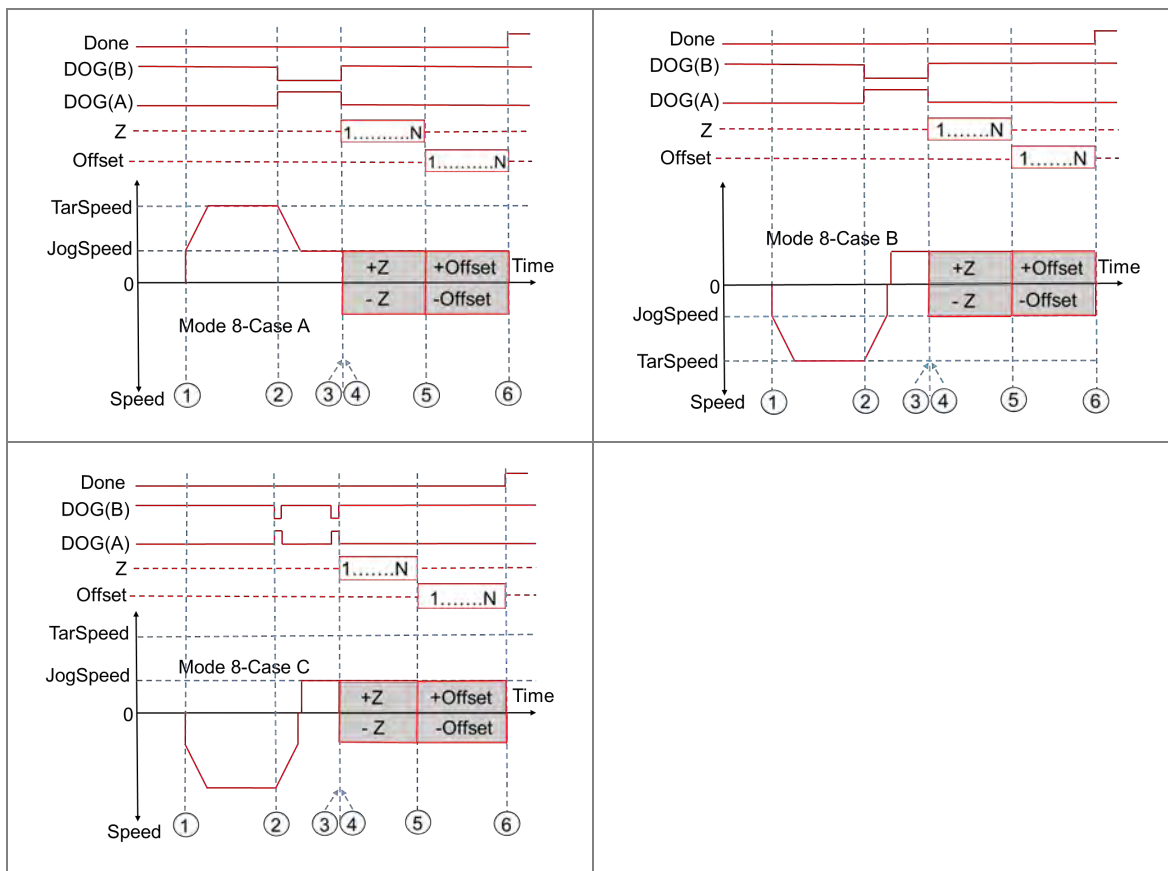 Done
DOG(B)
DOG(A)
Z 1..........N
Offset 1..........N
TarSpeed
JogSpeed
+Z +Offset Time
0
- Z -Offset
Mode 8-Case A
Speed 1 2 3 4 5 6
Done
DOG(B)
DOG(A)
Z 1.......N
Offset 1.......N
Mode 8-Case B
+Z +Offset Time
0
- Z -Offset
JogSpeed
TarSpeed
Speed 1 2 3 4 5 6
Done
DOG(B)
DOG(A)
Z 1.......N
Offset 1.......N
TarSpeed
JogSpeed Mode 8-Case C
+Z +Offset Time
0
- Z -Offset
Speed 1 2 3 4 5 6